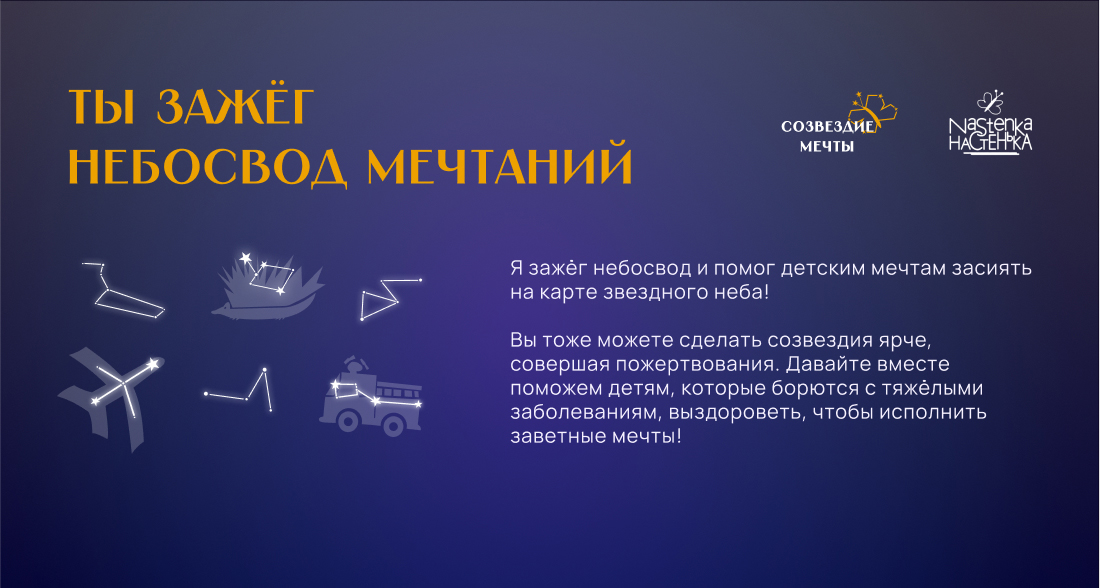 ТЫ ЗАЖЁГ
НЕБОСВОД МЕЧТАНИЙ
СОЗВЕЗДИЕ
МЕЧТЫ
Nastenka
НАСТЕНЬКА
Я зажёг небосвод и помог детским мечтам засиять
на карте звездного неба!
Вы тоже можете сделать созвездия ярче,
совершая пожертвования. Давайте вместе
поможем детям, которые борются с тяжёлыми
заболеваниям, выздороветь, чтобы исполнить
заветные мечты!